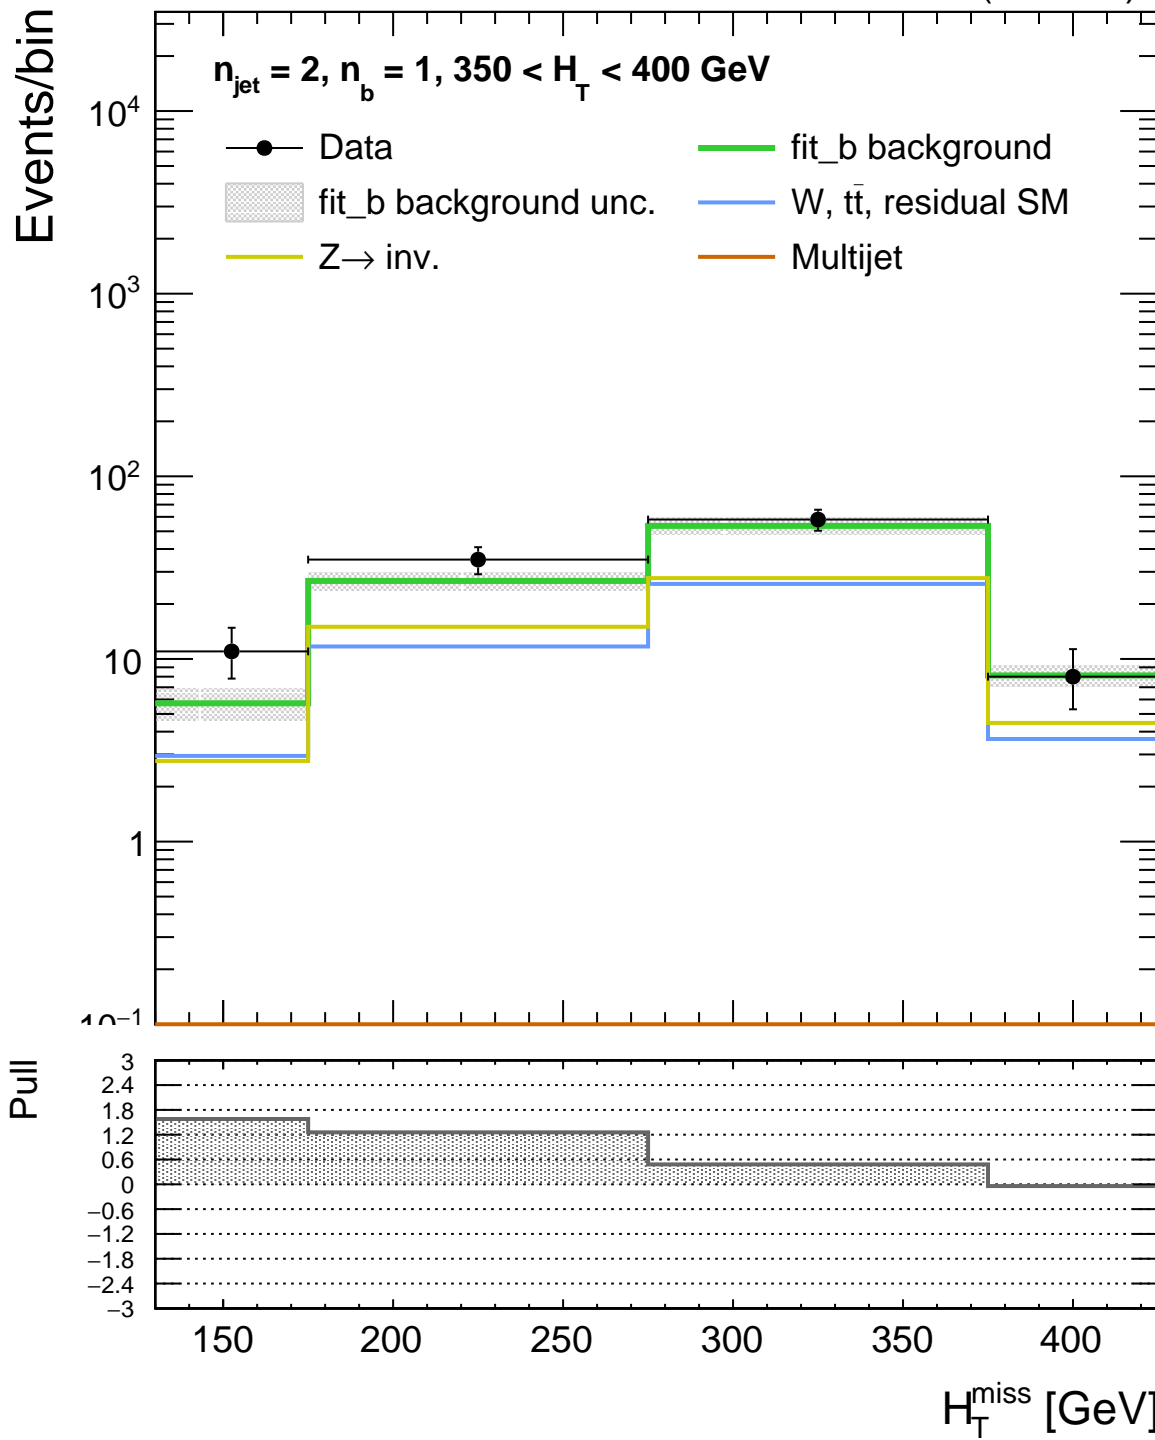 n_jet = 2, n_b = 1, 350 < H_T < 400 GeV
Data
fit_b background
fit_b background unc.
W, tt̄, residual SM
Z→ inv.
Multijet
Events/bin
10^4
10^3
10^2
10
1
10^−1
Pull
3
2.4
1.8
1.2
0.6
0
−0.6
−1.2
−1.8
−2.4
−3
150 200 250 300 350 400
H_T^miss [GeV]